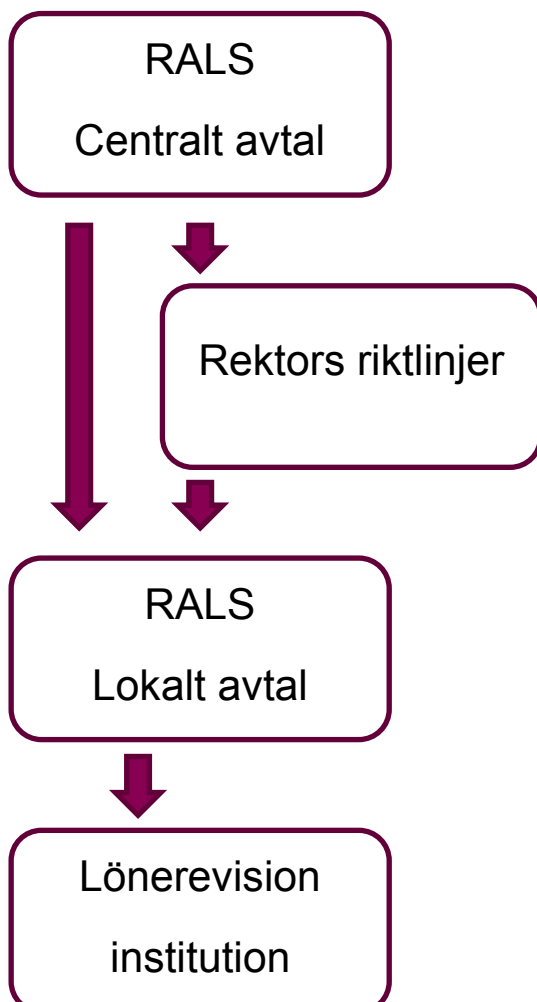 RALS
Centralt avtal
Rektors riktlinjer
RALS
Lokalt avtal
Lönerevision
institution